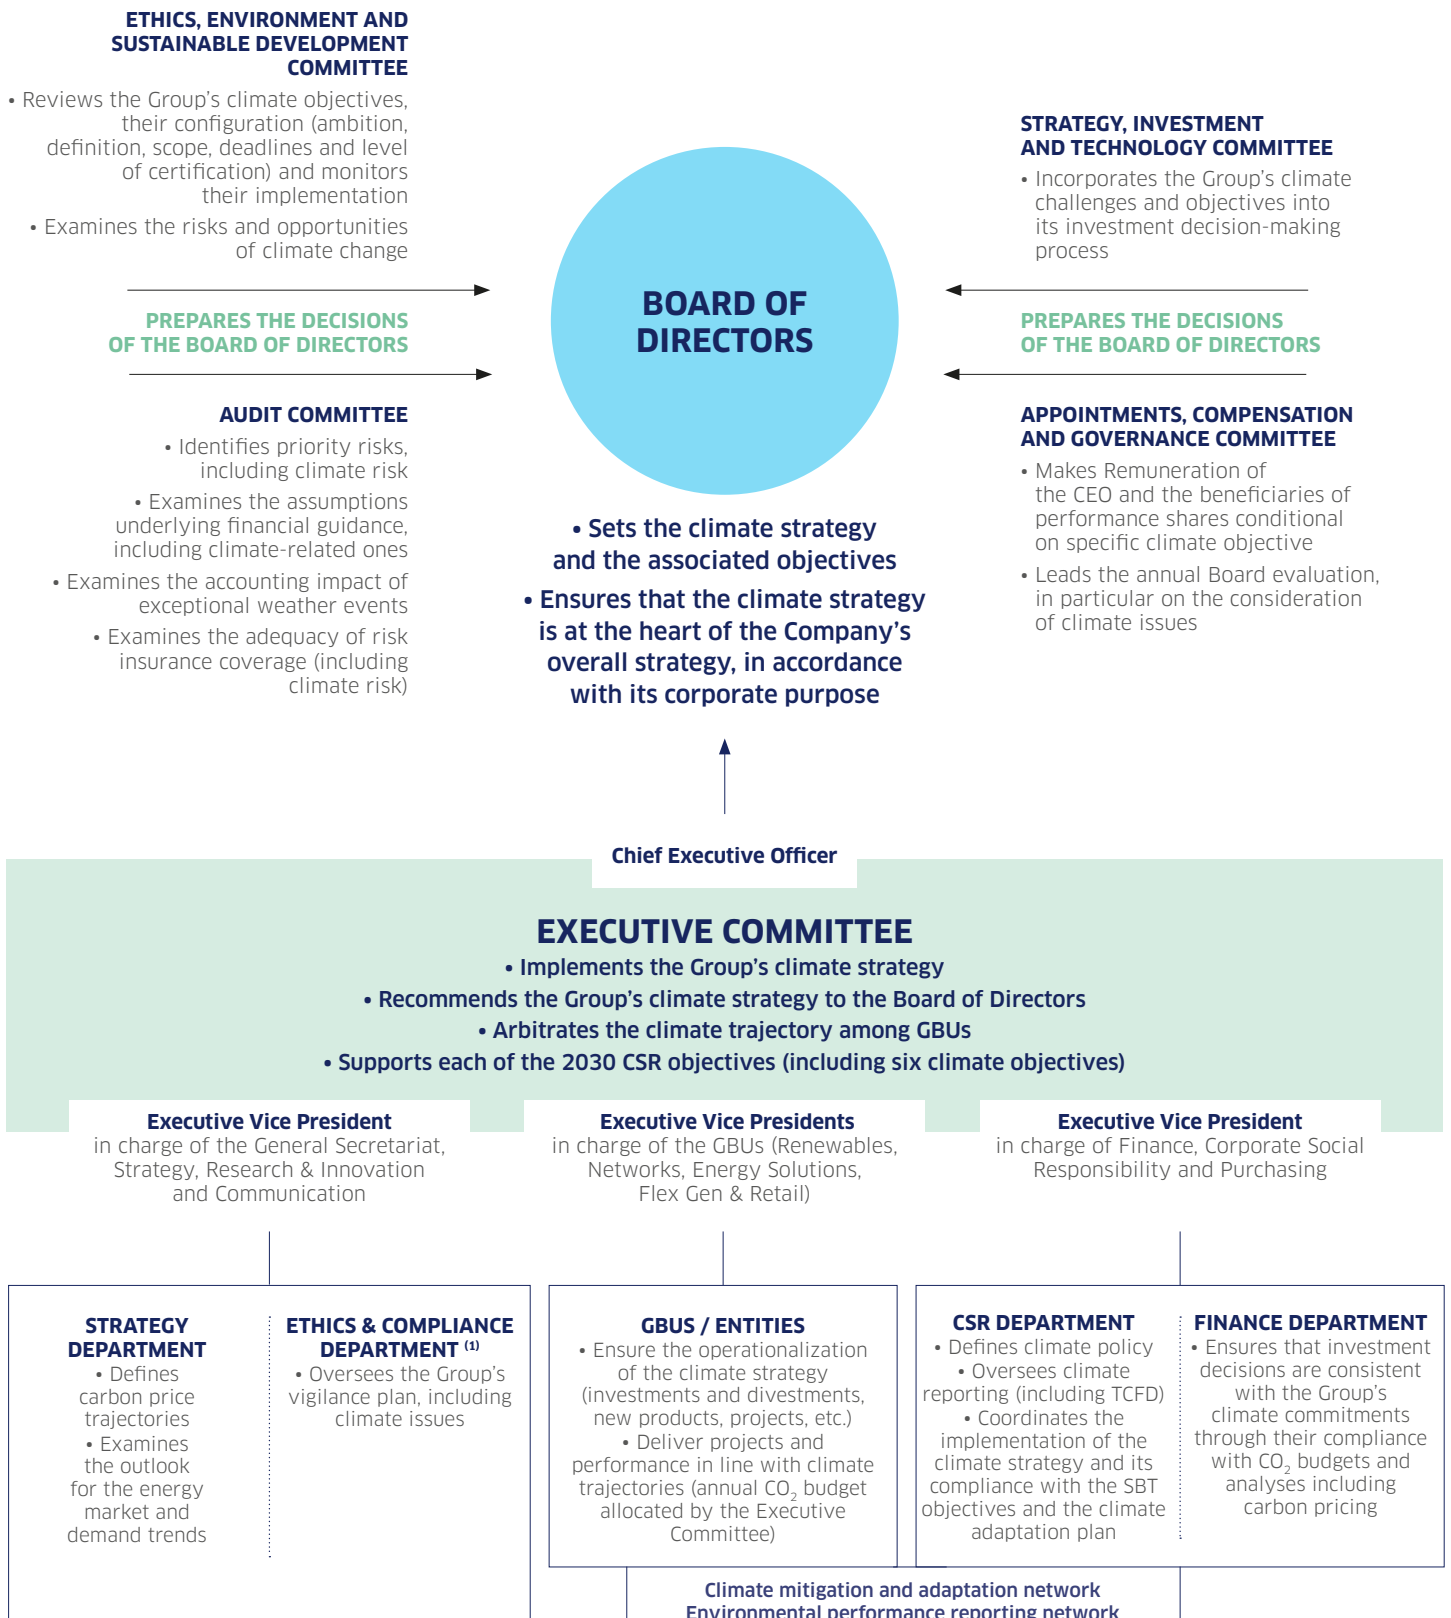 ETHICS, ENVIRONMENT AND
SUSTAINABLE DEVELOPMENT
COMMITTEE
• Reviews the Group's climate objectives,
their configuration (ambition,
definition, scope, deadlines and level
of certification) and monitors
their implementation
• Examines the risks and opportunities
of climate change
PREPARES THE DECISIONS
OF THE BOARD OF DIRECTORS
AUDIT COMMITTEE
• Identifies priority risks,
including climate risk
• Examines the assumptions
underlying financial guidance,
including climate-related ones
• Examines the accounting impact of
exceptional weather events
• Examines the adequacy of risk
insurance coverage (including
climate risk)
BOARD OF
DIRECTORS
• Sets the climate strategy
and the associated objectives
• Ensures that the climate strategy
is at the heart of the Company's
overall strategy, in accordance
with its corporate purpose
STRATEGY, INVESTMENT
AND TECHNOLOGY COMMITTEE
• Incorporates the Group's climate
challenges and objectives into
its investment decision-making
process
PREPARES THE DECISIONS
OF THE BOARD OF DIRECTORS
APPOINTMENTS, COMPENSATION
AND GOVERNANCE COMMITTEE
• Makes Remuneration of
the CEO and the beneficiaries of
performance shares conditional
on specific climate objective
• Leads the annual Board evaluation,
in particular on the consideration
of climate issues
Chief Executive Officer
EXECUTIVE COMMITTEE
• Implements the Group's climate strategy
• Recommends the Group's climate strategy to the Board of Directors
• Arbitrates the climate trajectory among GBUs
• Supports each of the 2030 CSR objectives (including six climate objectives)
Executive Vice President
in charge of the General Secretariat,
Strategy, Research & Innovation
and Communication
Executive Vice Presidents
in charge of the GBUs (Renewables,
Networks, Energy Solutions,
Flex Gen & Retail)
Executive Vice President
in charge of Finance, Corporate Social
Responsibility and Purchasing
STRATEGY
DEPARTMENT
• Defines
carbon price
trajectories
• Examines
the outlook
for the energy
market and
demand trends
ETHICS & COMPLIANCE
DEPARTMENT (1)
• Oversees the Group's
vigilance plan, including
climate issues
GBUS / ENTITIES
• Ensure the operationalization
of the climate strategy
(investments and divestments,
new products, projects, etc.)
• Deliver projects and
performance in line with climate
trajectories (annual CO₂ budget
allocated by the Executive
Committee)
CSR DEPARTMENT
• Defines climate policy
• Oversees climate
reporting (including TCFD)
• Coordinates the
implementation of the
climate strategy and its
compliance with the SBT
objectives and the climate
adaptation plan
FINANCE DEPARTMENT
• Ensures that investment
decisions are consistent
with the Group's
climate commitments
through their compliance
with CO₂ budgets and
analyses including
carbon pricing
Climate mitigation and adaptation network
Environmental performance reporting network